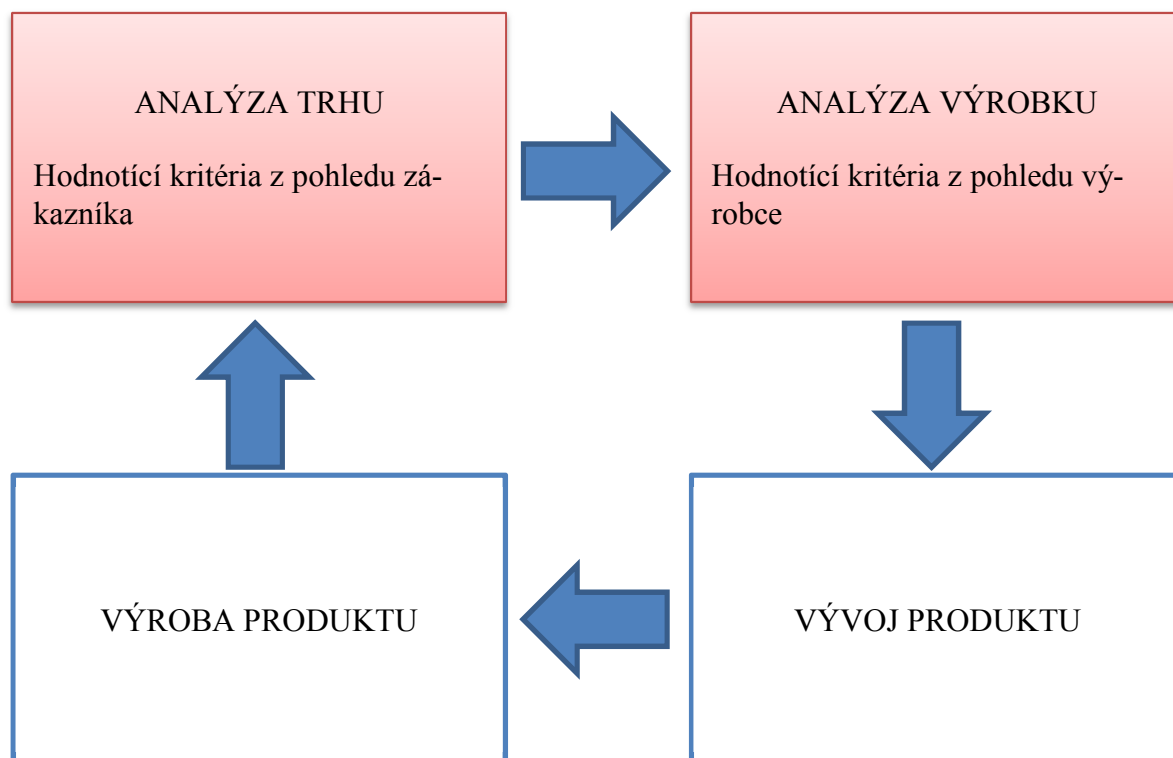 ANALÝZA TRHU
Hodnotící kritéria z pohledu zá-
kazníka
ANALÝZA VÝROBKU
Hodnotící kritéria z pohledu vý-
robce
VÝROBA PRODUKTU
VÝVOJ PRODUKTU